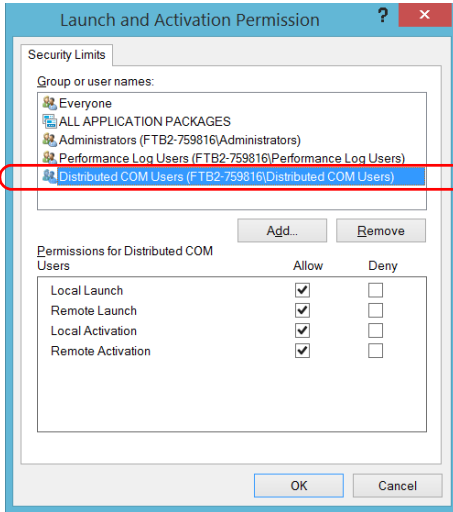 Launch and Activation Permission
?
×
Security Limits
Group or user names:
Everyone
ALL APPLICATION PACKAGES
Administrators (FTB2-759816\Administrators)
Performance Log Users (FTB2-759816\Performance Log Users)
Distributed COM Users (FTB2-759816\Distributed COM Users)
Add... Remove
Permissions for Distributed COM
Users Allow Deny
Local Launch
Remote Launch
Local Activation
Remote Activation
OK Cancel